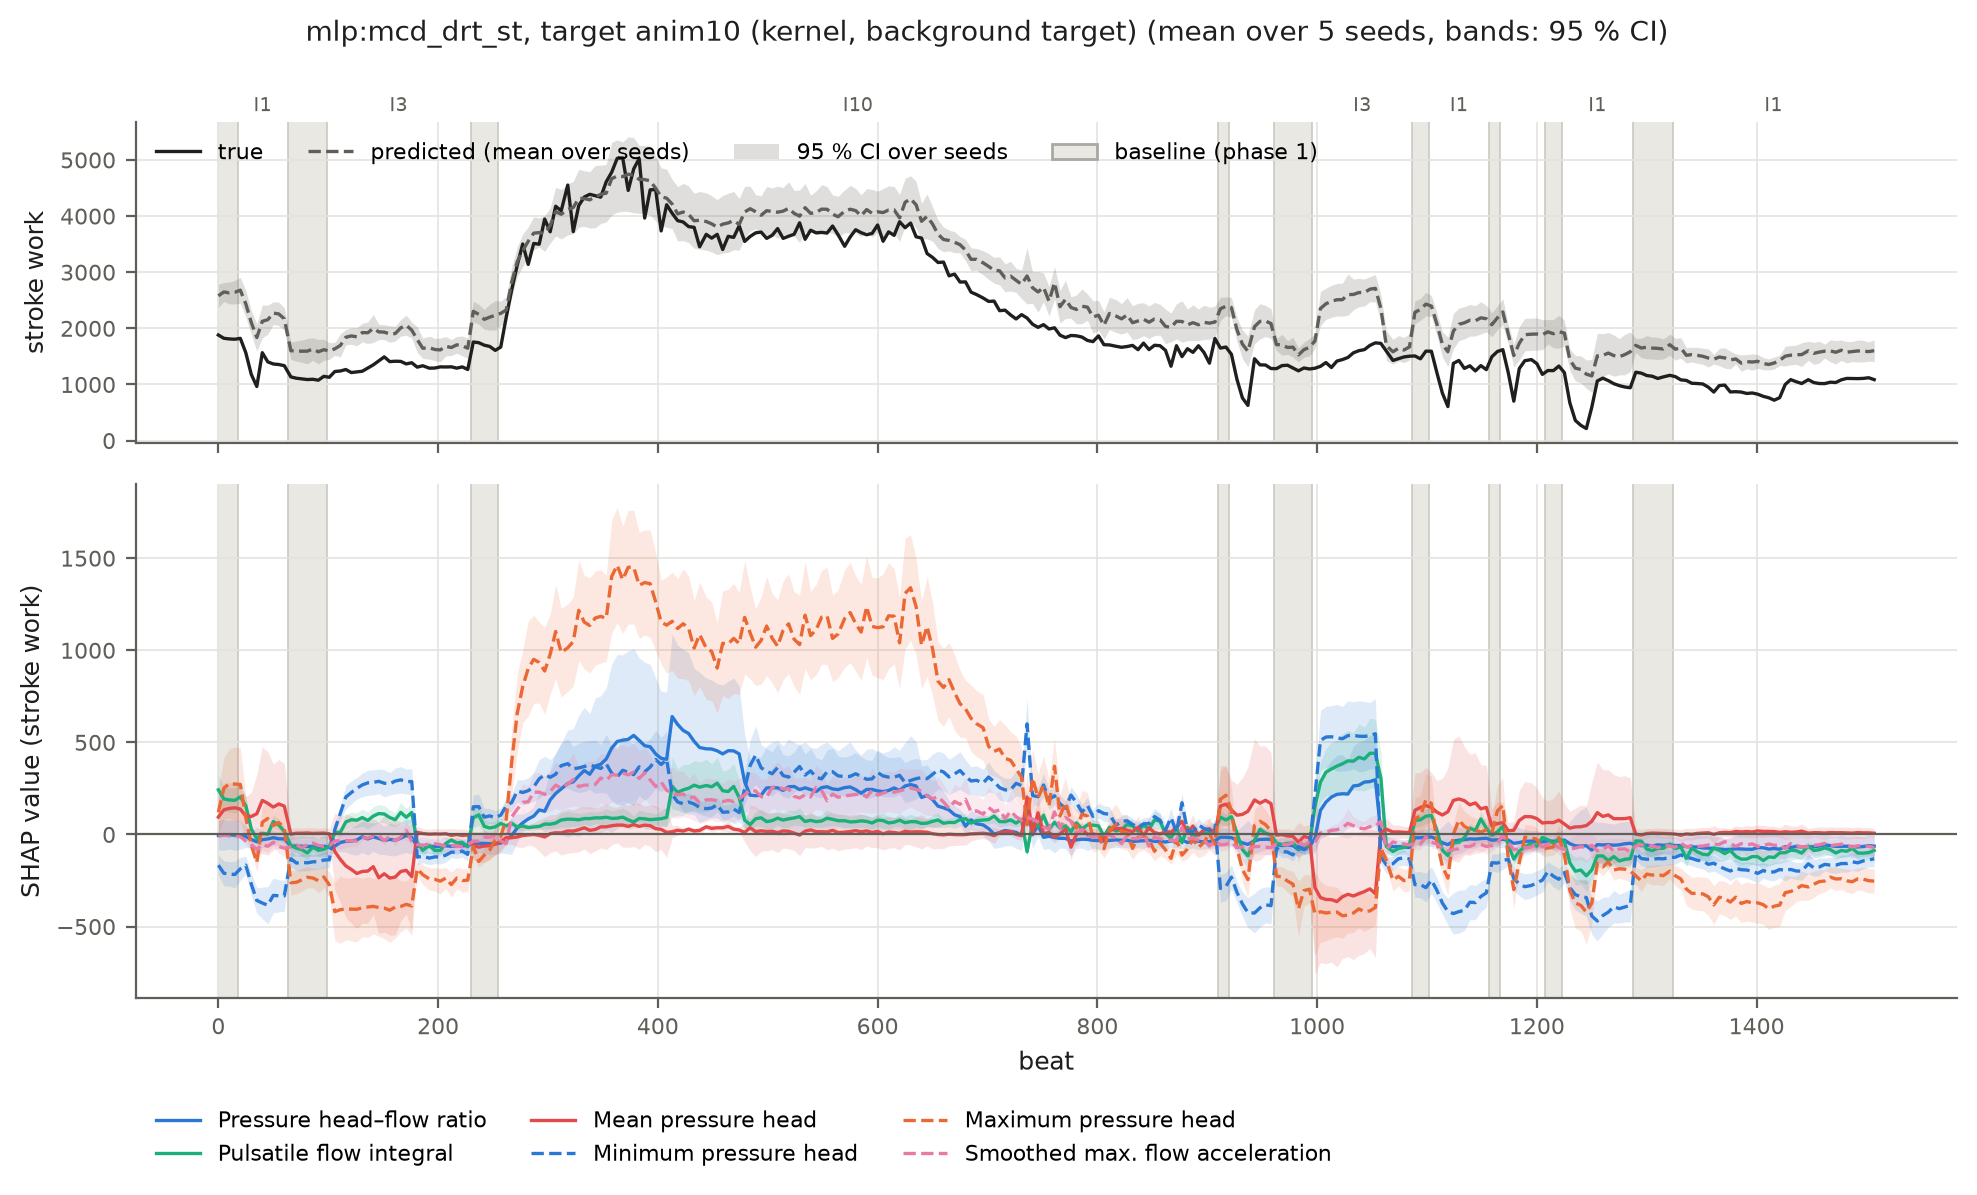 mlp:mcd_drt_st, target anim10 (kernel, background target) (mean over 5 seeds, bands: 95 % CI)
I1 I3 I10 I3 I1 I1 I1
true predicted (mean over seeds) 95 % CI over seeds baseline (phase 1)
stroke work
5000
4000
3000
2000
1000
0
SHAP value (stroke work)
1500
1000
500
0
−500
0 200 400 600 800 1000 1200 1400
beat
Pressure head–flow ratio Mean pressure head Maximum pressure head
Pulsatile flow integral Minimum pressure head Smoothed max. flow acceleration